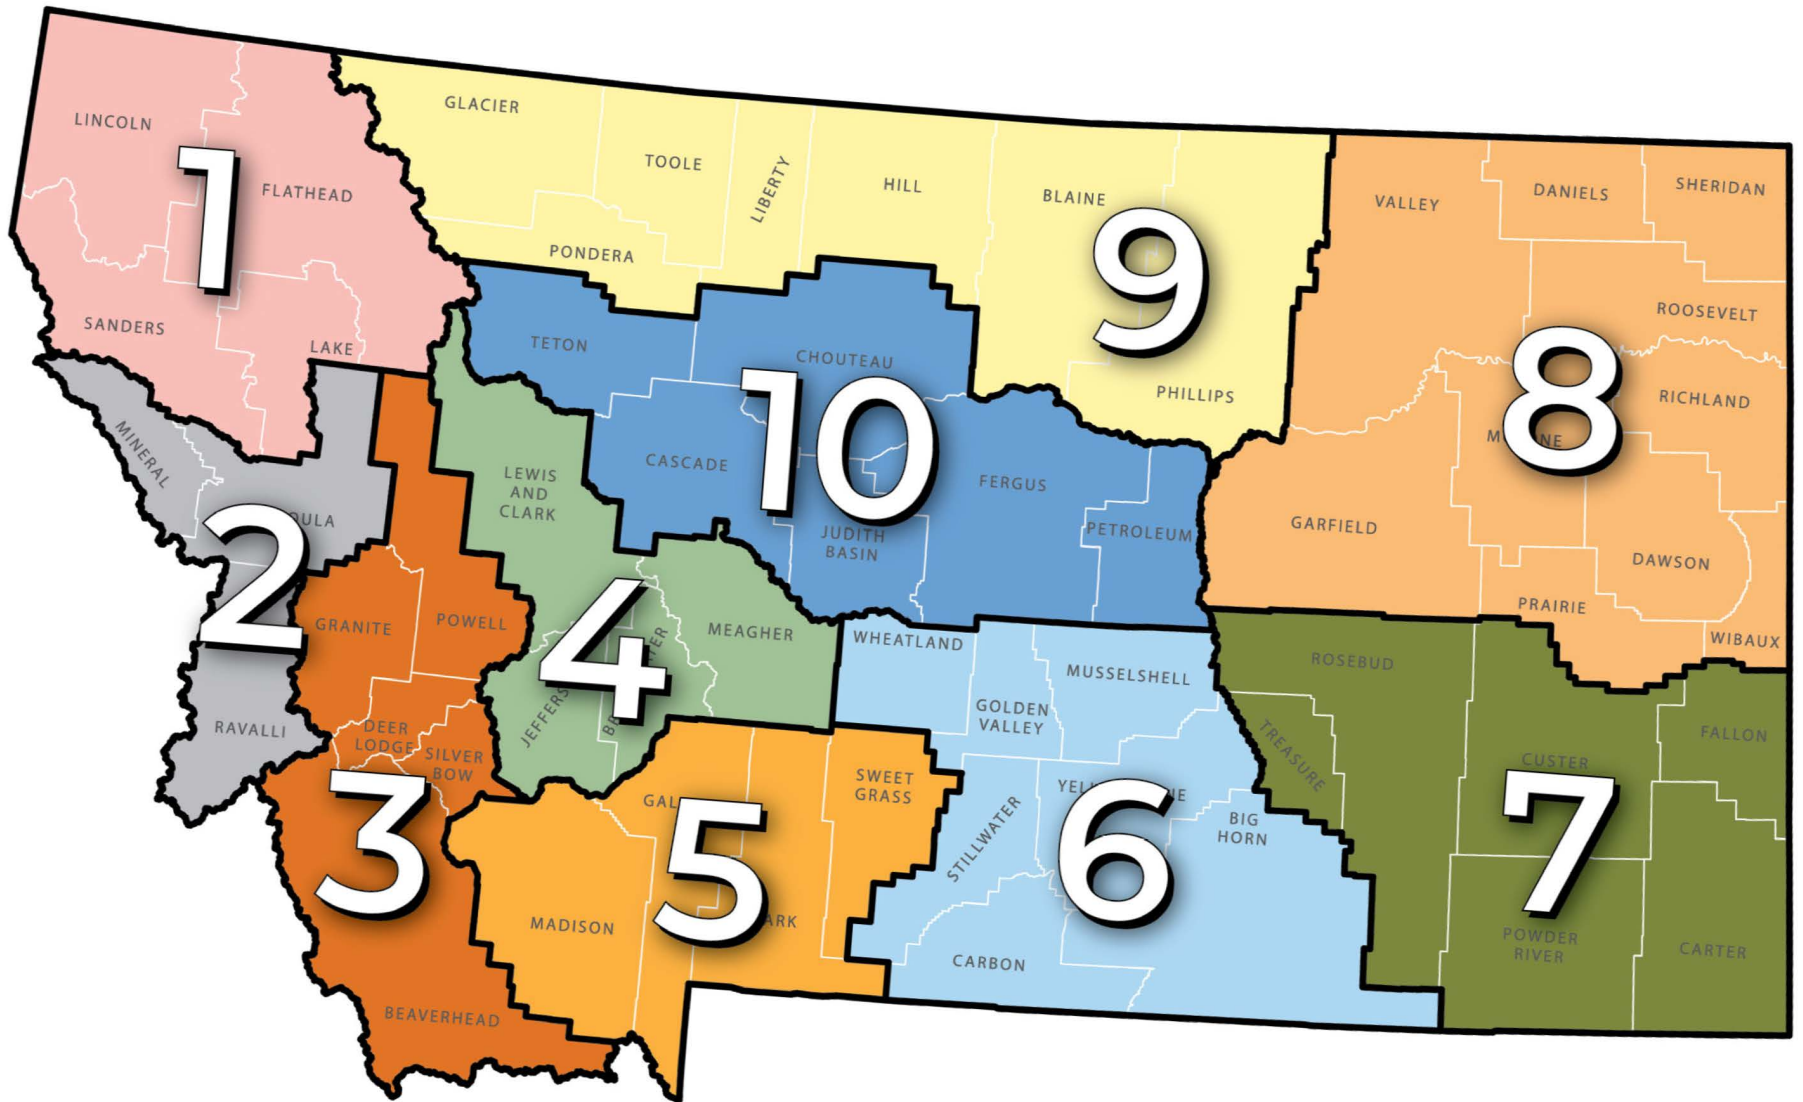 GLACIER
LINCOLN
TOOLE
LIBERTY
HILL
FLATHEAD
1
BLAINE
VALLEY
DANIELS
SHERIDAN
PONDERA
9
SANDERS
LAKE
TETON
CHOUTEAU
PHILLIPS
ROOSEVELT
8
RICHLAND
MINERAL
CASCADE
10
FERGUS
LEWIS
AND
CLARK
JUDITH
BASIN
PETROLEUM
GARFIELD
DAWSON
2
GRANITE
POWELL
4
MEAGHER
WHEATLAND
MUSSELSHELL
ROSEBUD
PRAIRIE
WIBAUX
RAVALLI
DEER
LODGE
SILVER
BOW
GOLDEN
VALLEY
TREASURE
CUSTER
FALLON
3
5
SWEET
GRASS
STILLWATER
6
BIG
HORN
7
MADISON
CARBON
POWDER
RIVER
CARTER
BEAVERHEAD